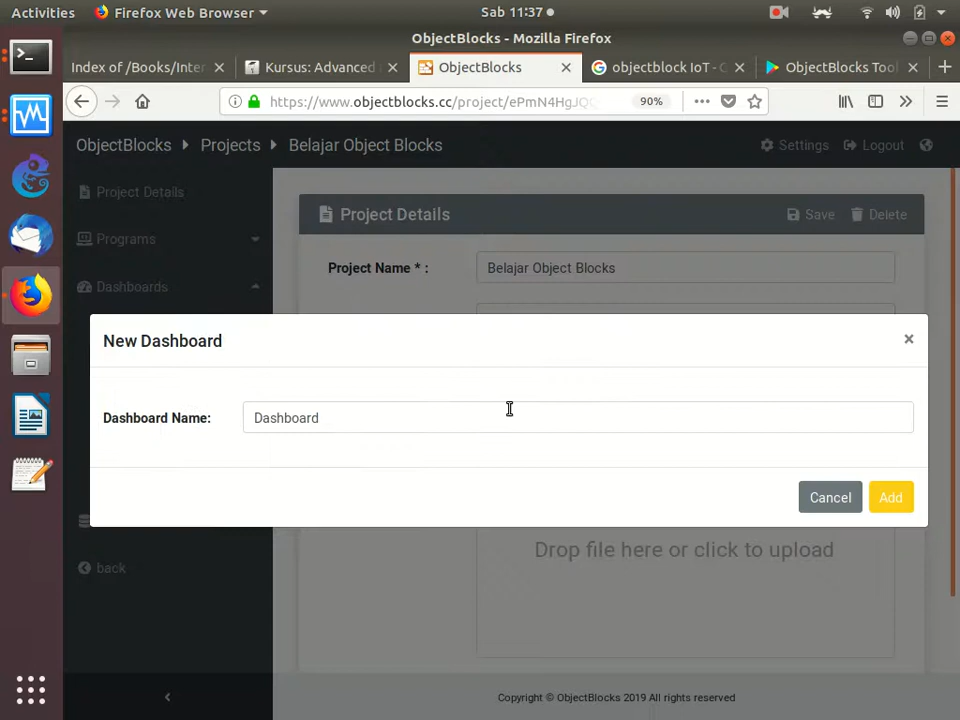 Activities
Firefox Web Browser
Sab 11:37
ObjectBlocks - Mozilla Firefox
Index of /Books/Inter
Kursus: Advanced
ObjectBlocks
objectblock IoT - G
ObjectBlocks Tool
https://www.objectblocks.cc/project/ePmN4HgJQC
90%
ObjectBlocks
Projects
Belajar Object Blocks
Settings
Logout
Project Details
Programs
Dashboards
back
Project Details
Save
Delete
Project Name * :
Belajar Object Blocks
New Dashboard
Dashboard Name:
Dashboard
Cancel
Add
Drop file here or click to upload
Copyright © ObjectBlocks 2019 All rights reserved